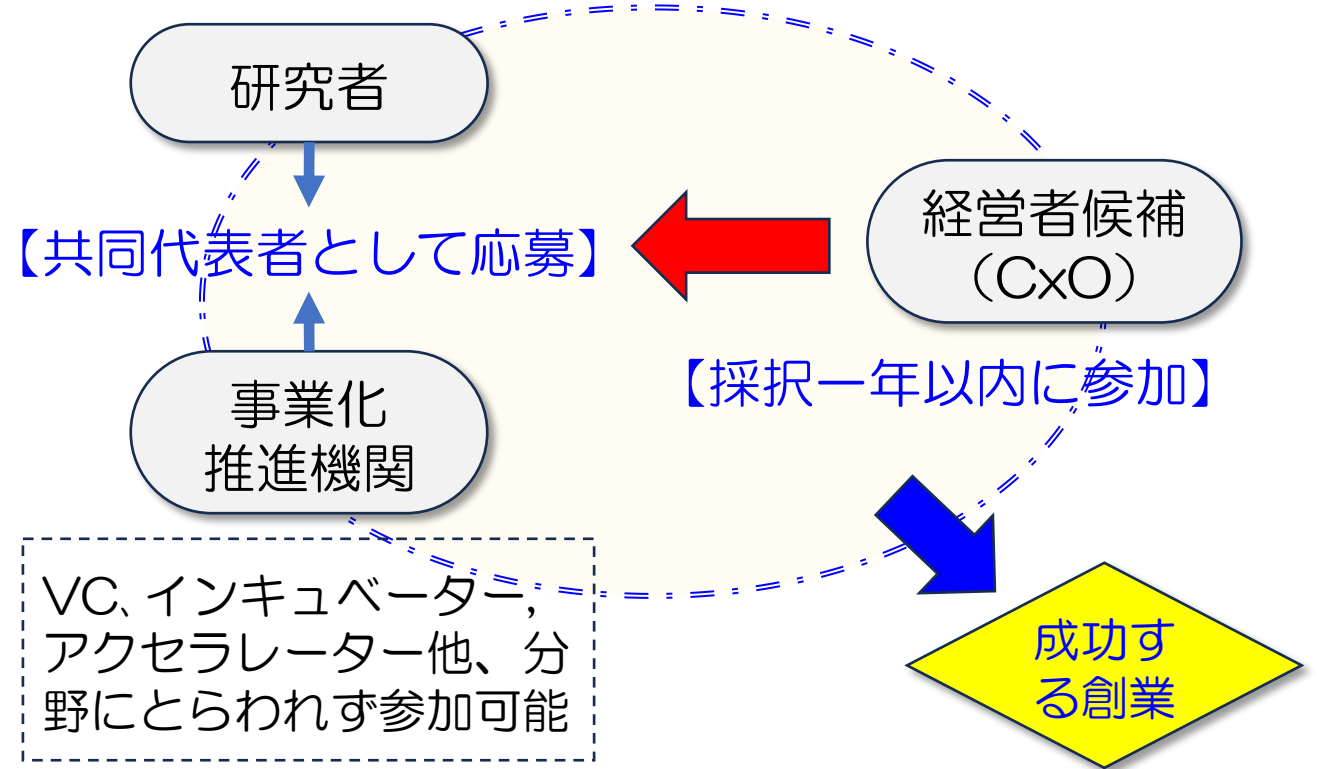 研究者
【共同代表者として応募】
経営者候補
（CxO）
【採択一年以内に参加】
事業化
推進機関
VC、インキュベーター,
アクセラレーター他、分
野にとらわれず参加可能
成功す
る創業